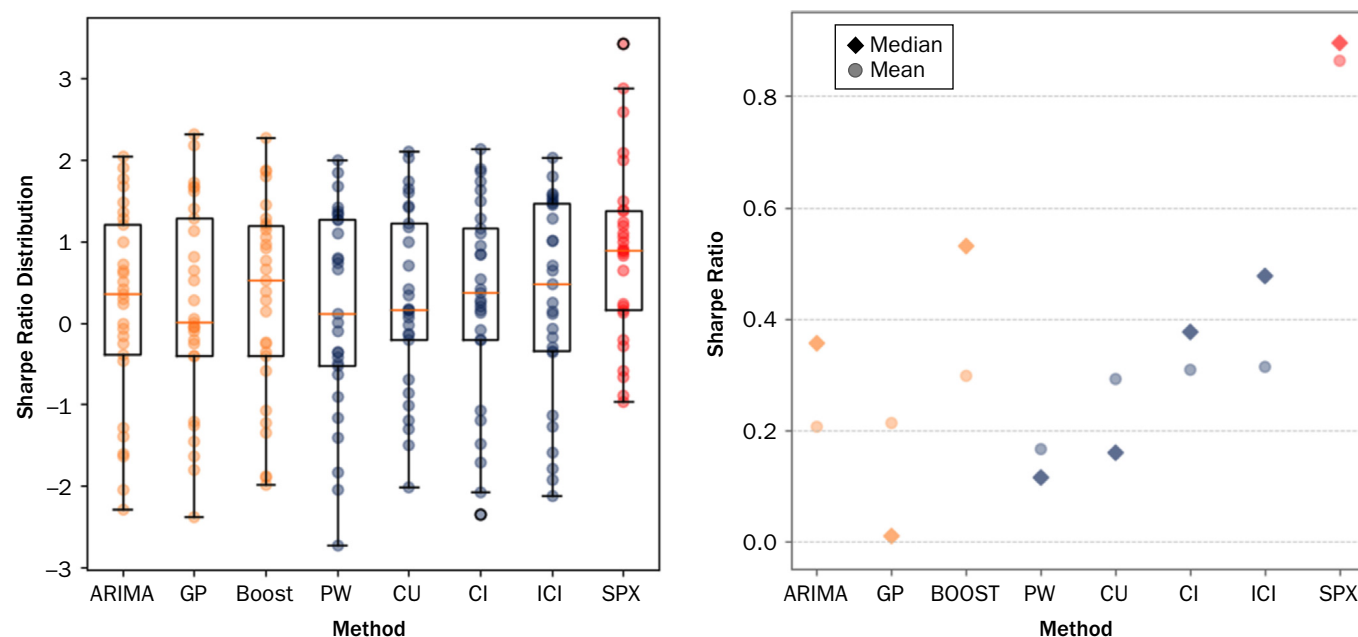 Sharpe Ratio Distribution
3
2
1
0
–1
–2
–3
ARIMA GP Boost PW CU CI ICI SPX
Method
Median
Mean
Sharpe Ratio
0.8
0.6
0.4
0.2
0.0
ARIMA GP BOOST PW CU CI ICI SPX
Method